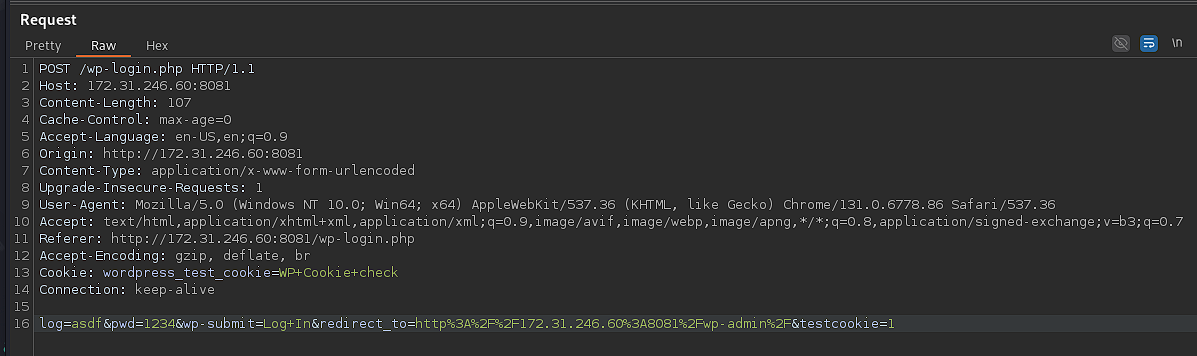 Request
Pretty Raw Hex \n
1 POST /wp-login.php HTTP/1.1
2 Host: 172.31.246.60:8081
3 Content-Length: 107
4 Cache-Control: max-age=0
5 Accept-Language: en-US,en;q=0.9
6 Origin: http://172.31.246.60:8081
7 Content-Type: application/x-www-form-urlencoded
8 Upgrade-Insecure-Requests: 1
9 User-Agent: Mozilla/5.0 (Windows NT 10.0; Win64; x64) AppleWebKit/537.36 (KHTML, like Gecko) Chrome/131.0.6778.86 Safari/537.36
10 Accept: text/html,application/xhtml+xml,application/xml;q=0.9,image/avif,image/webp,image/apng,*/*;q=0.8,application/signed-exchange;v=b3;q=0.7
11 Referer: http://172.31.246.60:8081/wp-login.php
12 Accept-Encoding: gzip, deflate, br
13 Cookie: wordpress_test_cookie=WP+Cookie+check
14 Connection: keep-alive
15
16 log=asdf&pwd=1234&wp-submit=Log+In&redirect_to=http%3A%2F%2F172.31.246.60%3A8081%2Fwp-admin%2F&testcookie=1